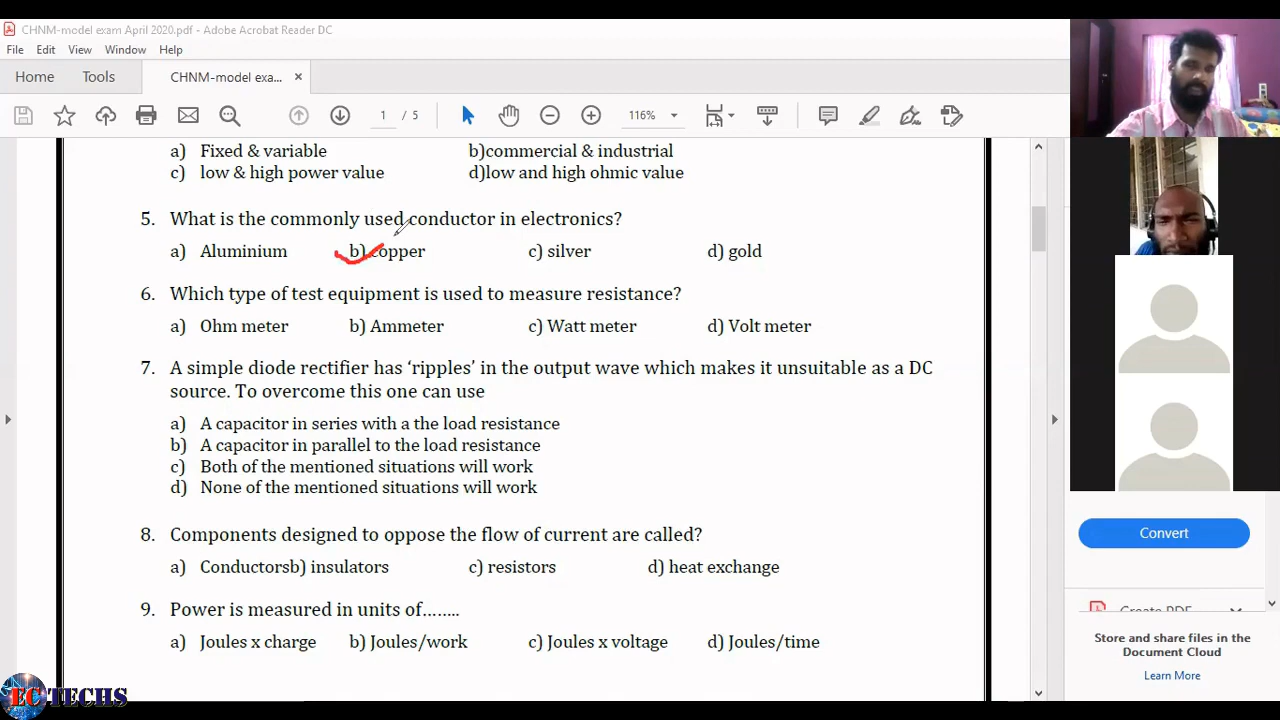 CHNM-model exam April 2020.pdf - Adobe Acrobat Reader DC
File Edit View Window Help
Home Tools CHNM-model exa... ×
1 / 5 116%
a) Fixed & variable b)commercial & industrial
c) low & high power value d)low and high ohmic value
5. What is the commonly used conductor in electronics?
a) Aluminium b) copper c) silver d) gold
6. Which type of test equipment is used to measure resistance?
a) Ohm meter b) Ammeter c) Watt meter d) Volt meter
7. A simple diode rectifier has ‘ripples’ in the output wave which makes it unsuitable as a DC
source. To overcome this one can use
a) A capacitor in series with a the load resistance
b) A capacitor in parallel to the load resistance
c) Both of the mentioned situations will work
d) None of the mentioned situations will work
8. Components designed to oppose the flow of current are called?
a) Conductorsb) insulators c) resistors d) heat exchange
9. Power is measured in units of........
a) Joules x charge b) Joules/work c) Joules x voltage d) Joules/time
Convert
Create PDF
Store and share files in the
Document Cloud
Learn More
EC TECHS